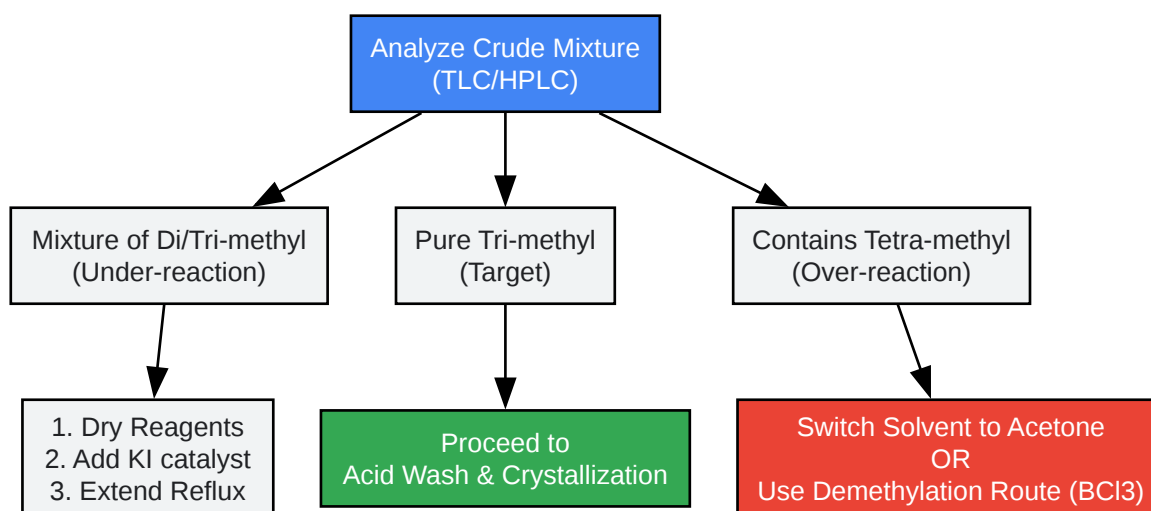 Analyze Crude Mixture
(TLC/HPLC)
Mixture of Di/Tri-methyl
(Under-reaction)
Pure Tri-methyl
(Target)
Contains Tetra-methyl
(Over-reaction)
1. Dry Reagents
2. Add KI catalyst
3. Extend Reflux
Proceed to
Acid Wash & Crystallization
Switch Solvent to Acetone
OR
Use Demethylation Route (BCl3)